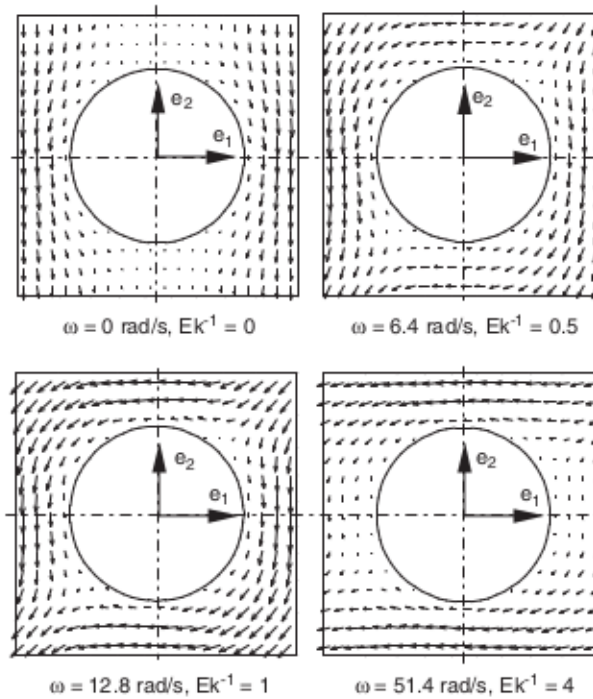 e₂
e₁
e₂
e₁
ω = 0 rad/s, Ek⁻¹ = 0
ω = 6.4 rad/s, Ek⁻¹ = 0.5
e₂
e₁
e₂
e₁
ω = 12.8 rad/s, Ek⁻¹ = 1
ω = 51.4 rad/s, Ek⁻¹ = 4